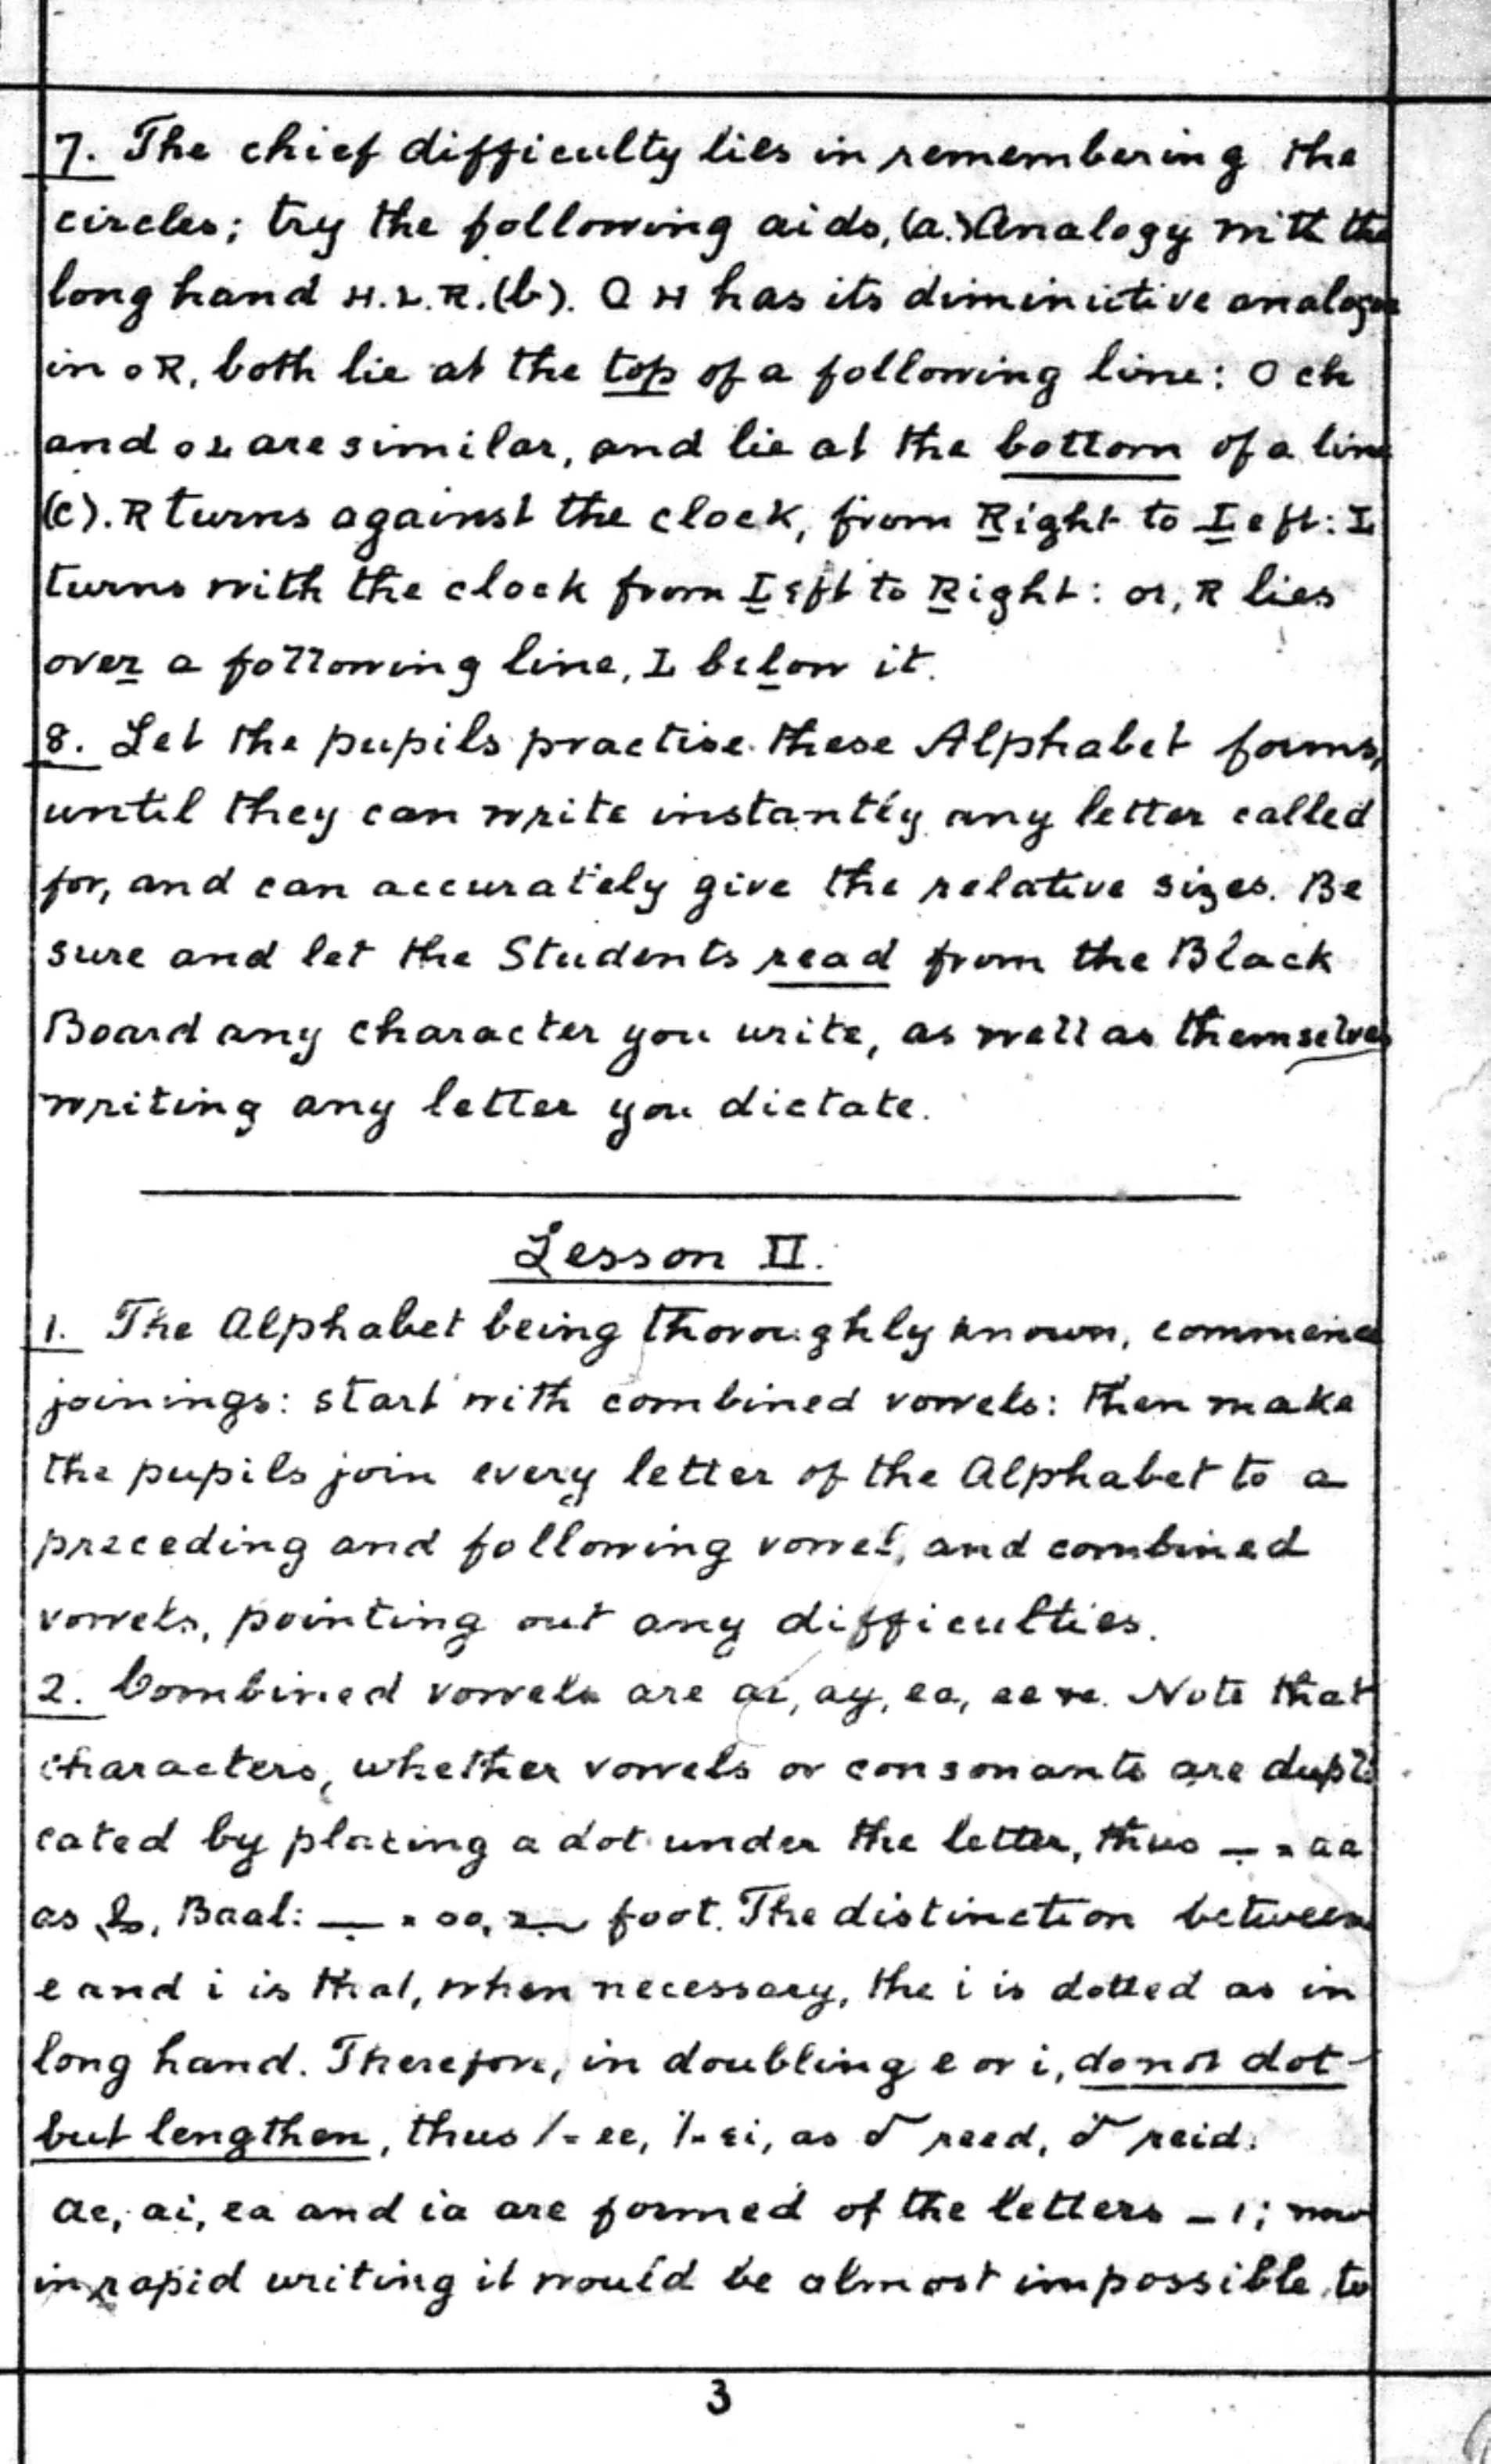 7. The chief difficulty lies in remembering the
circles; try the following aids, (a.) Analogy with the
long hand H. L. R. (b). O H has its diminutive analogue
in o R, both lie at the top of a following line: O ch
and o L are similar, and lie at the bottom of a line
(c). R turns against the clock, from Right to Left: L
turns with the clock from Left to Right: or, R lies
over a following line, L below it.
8. Let the pupils practise these Alphabet forms,
until they can write instantly any letter called
for, and can accurately give the relative sizes. Be
sure and let the Students read from the Black
Board any character you write, as well as themselves
writing any letter you dictate.
Lesson II.
1. The Alphabet being thoroughly known, commence
joinings: start with combined vowels: then make
the pupils join every letter of the Alphabet to a
preceding and following vowel, and combined
vowels, pointing out any difficulties.
2. Combined vowels are ai, ay, ea, ee Note that
characters, whether vowels or consonants are dupli
cated by placing a dot under the letter, thus = aa
as , Baal: = oo, foot. The distinction between
e and i is that, when necessary, the i is dotted as in
long hand. Therefore, in doubling e or i, do not dot
but lengthen, thus / = ee, = ei, as reed, reid.
Ae, ai, ea and ia are formed of the letters – ı; now
in rapid writing it would be almost impossible to
3